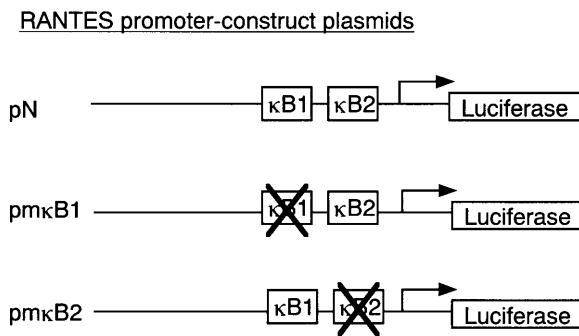 RANTES promoter-construct plasmids
pN κB1 κB2 Luciferase
pmκB1 κB1 κB2 Luciferase
pmκB2 κB1 κB2 Luciferase